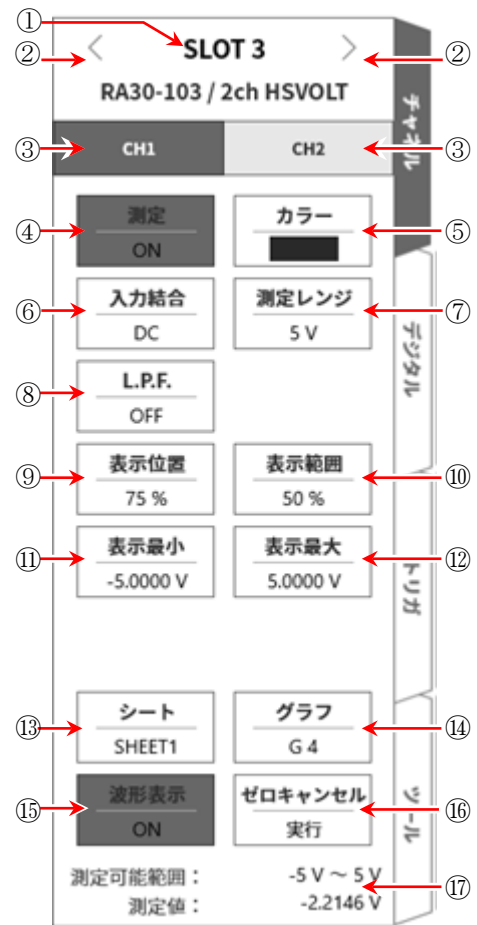 ①
② < SLOT 3 > ②
RA30-103 / 2ch HSVOLT
③ CH1 CH2 ③
④ 測定 カラー ⑤
ON
⑥ 入力結合 測定レンジ ⑦
DC 5 V
⑧ L.P.F.
OFF
⑨ 表示位置 表示範囲 ⑩
75 % 50 %
⑪ 表示最小 表示最大 ⑫
-5.0000 V 5.0000 V
⑬ シート グラフ ⑭
SHEET1 G 4
⑮ 波形表示 ゼロキャンセル ⑯
ON 実行
測定可能範囲: -5 V ~ 5 V ⑰
測定値: -2.2146 V
チャネル
デジタル
トリガ
ツール